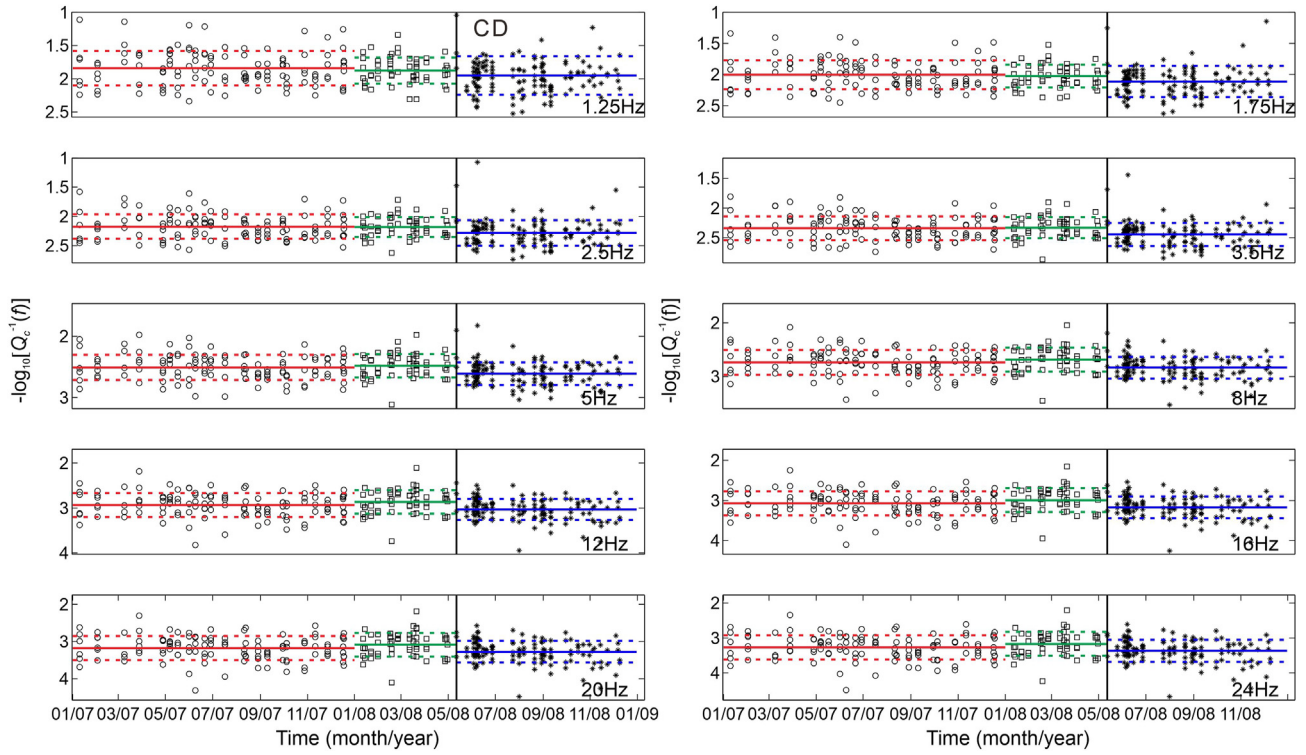 CD
1
1.5
2
2.5
1.25Hz
1
1.5
2
2.5
1.75Hz
1
1.5
2
2.5
2.5Hz
1
1.5
2
2.5
3.5Hz
2
3
5Hz
2
3
8Hz
-log₁₀[Q_c⁻¹(f)]
-log₁₀[Q_c⁻¹(f)]
2
3
4
12Hz
2
3
4
16Hz
2
3
4
20Hz
2
3
4
24Hz
01/07 03/07 05/07 07/07 09/07 11/07 01/08 03/08 05/08 07/08 09/08 11/08 01/09
01/07 03/07 05/07 07/07 09/07 11/07 01/08 03/08 05/08 07/08 09/08 11/08
Time (month/year)
Time (month/year)